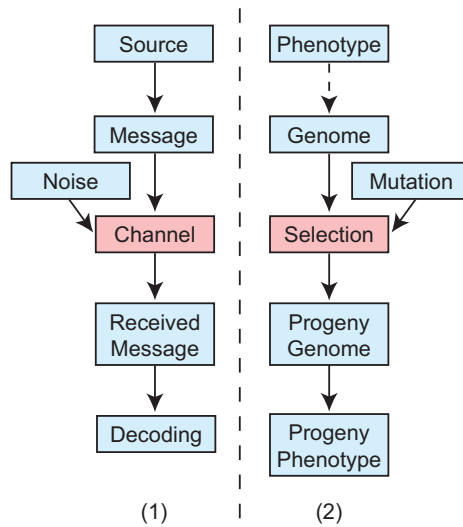 Source
Message
Noise
Channel
Received
Message
Decoding
(1)
Phenotype
Genome
Mutation
Selection
Progeny
Genome
Progeny
Phenotype
(2)